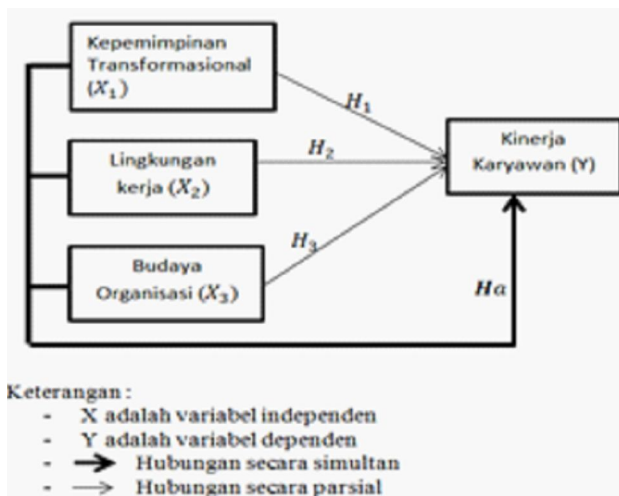 Kepemimpinan
Transformasional
(X₁)
H₁
Lingkungan
kerja (X₂)
H₂
Kinerja
Karyawan (Y)
Budaya
Organisasi (X₃)
H₃
Ha
Keterangan :
- X adalah variabel independen
- Y adalah variabel dependen
- Hubungan secara simultan
- Hubungan secara parsial